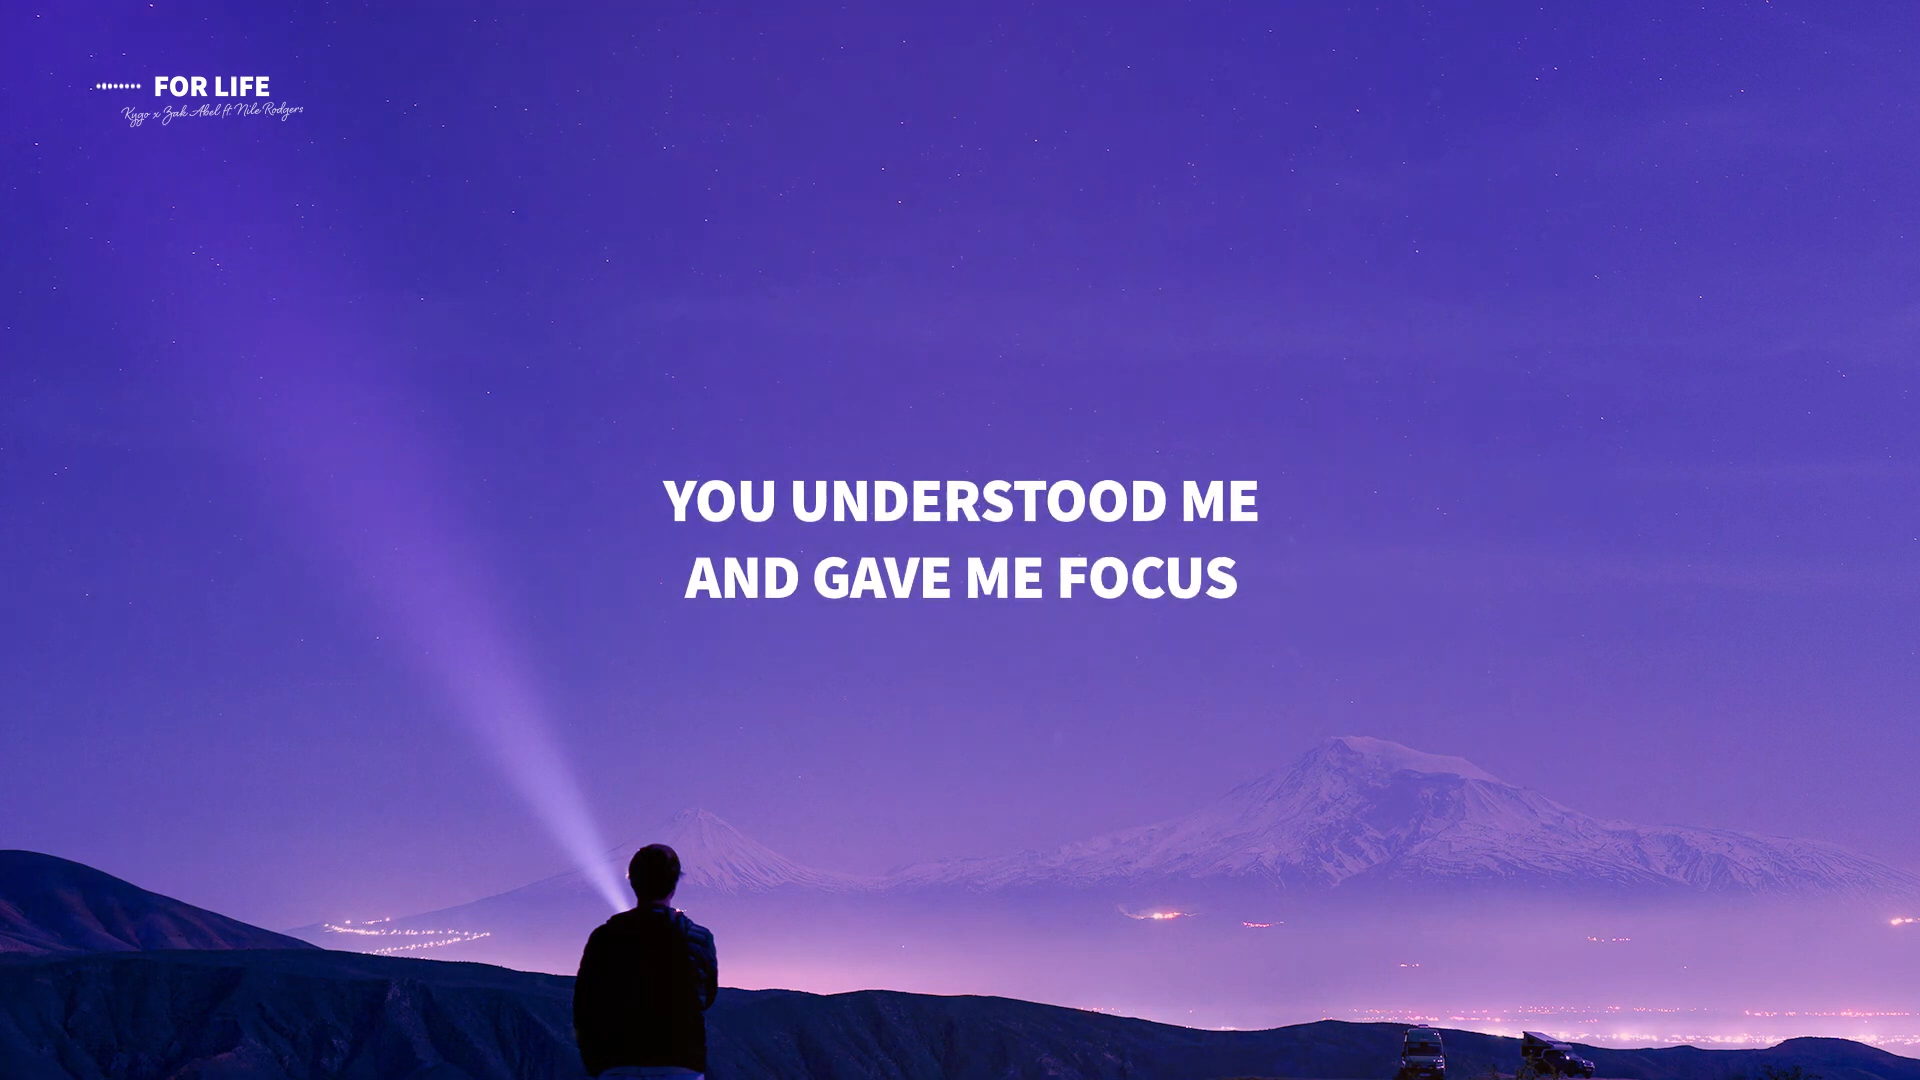 FOR LIFE
Kygo x Zak Abel ft. Nile Rodgers
YOU UNDERSTOOD ME
AND GAVE ME FOCUS